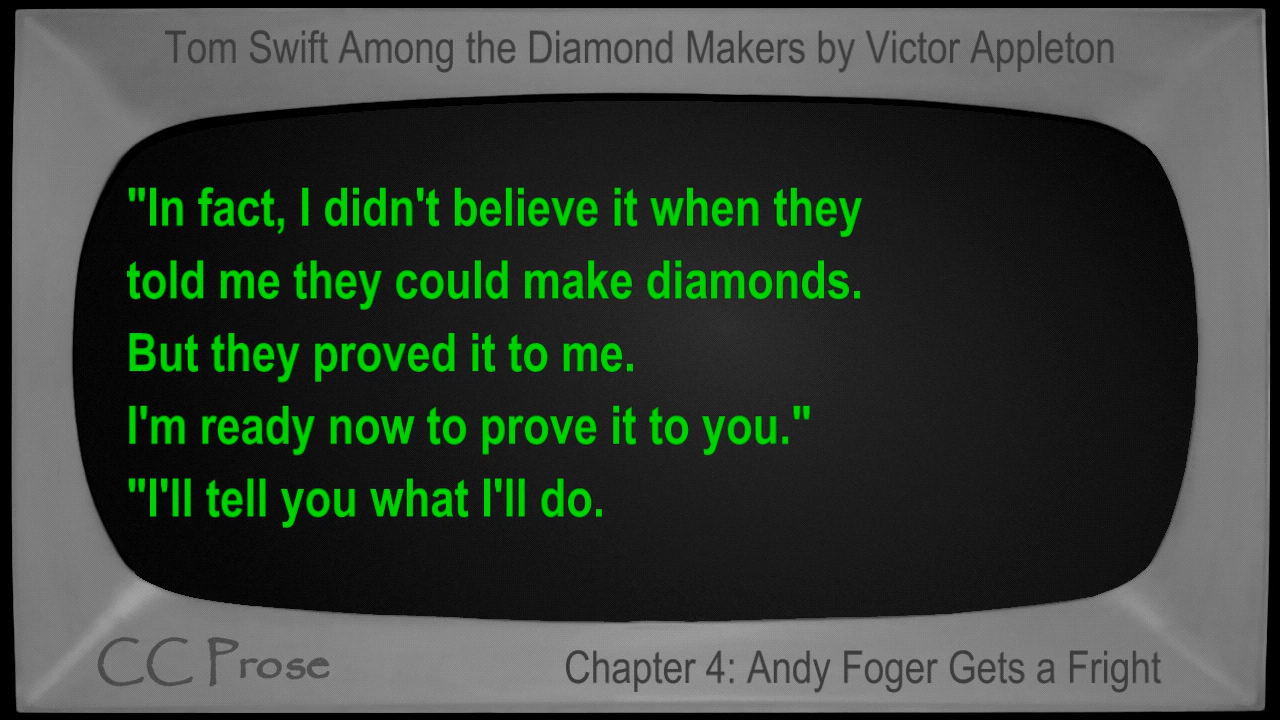 Tom Swift Among the Diamond Makers by Victor Appleton
"In fact, I didn't believe it when they
told me they could make diamonds.
But they proved it to me.
I'm ready now to prove it to you."
"I'll tell you what I'll do.
CC Prose
Chapter 4: Andy Foger Gets a Fright